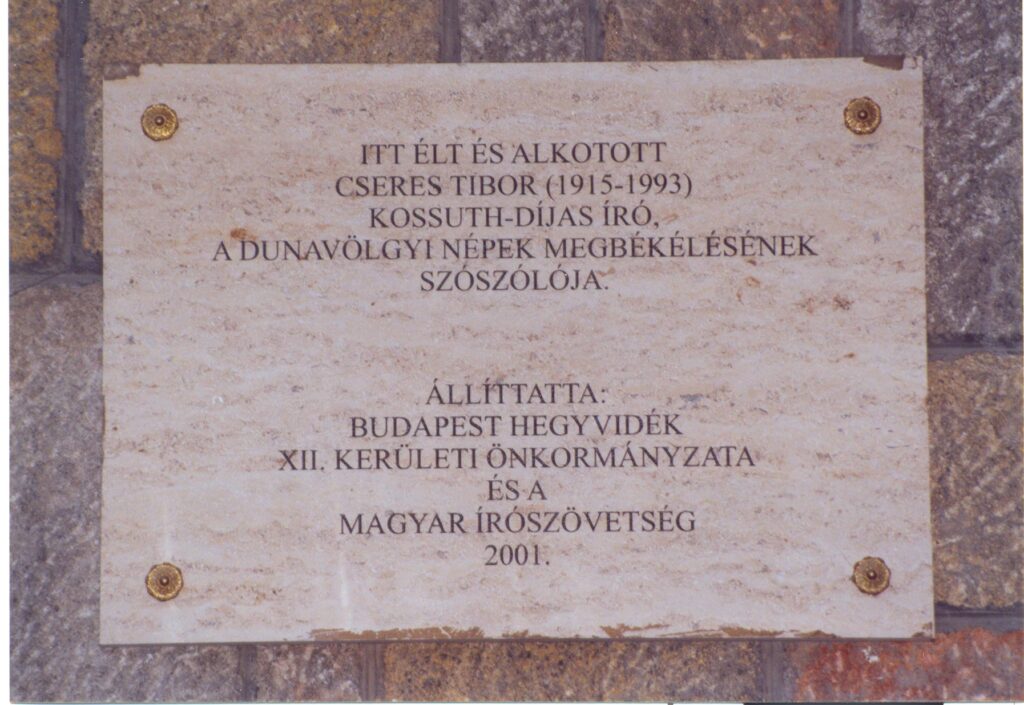 ITT ÉLT ÉS ALKOTOTT
CSERES TIBOR (1915-1993)
KOSSUTH-DÍJAS ÍRÓ,
A DUNAVÖLGYI NÉPEK MEGBÉKÉLÉSÉNEK
SZÓSZÓLÓJA.
ÁLLÍTTATTA:
BUDAPEST HEGYVIDÉK
XII. KERÜLETI ÖNKORMÁNYZATA
ÉS A
MAGYAR ÍRÓSZÖVETSÉG
2001.